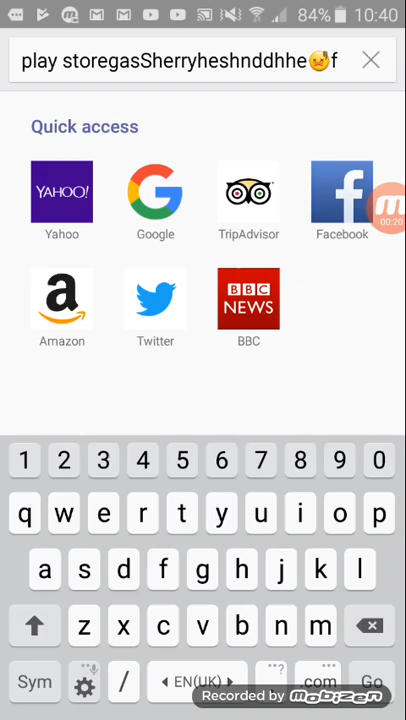 84% 10:40
play storegasSherryheshnddhhe😅f
Quick access
YAHOO!
Yahoo
Google
TripAdvisor
Facebook
00:20
a
Amazon
Twitter
BBC
NEWS
BBC
1 2 3 4 5 6 7 8 9 0
q w e r t y u i o p
a s d f g h j k l
z x c v b n m
Sym / EN(UK) ? .com Go
Recorded by mobizen